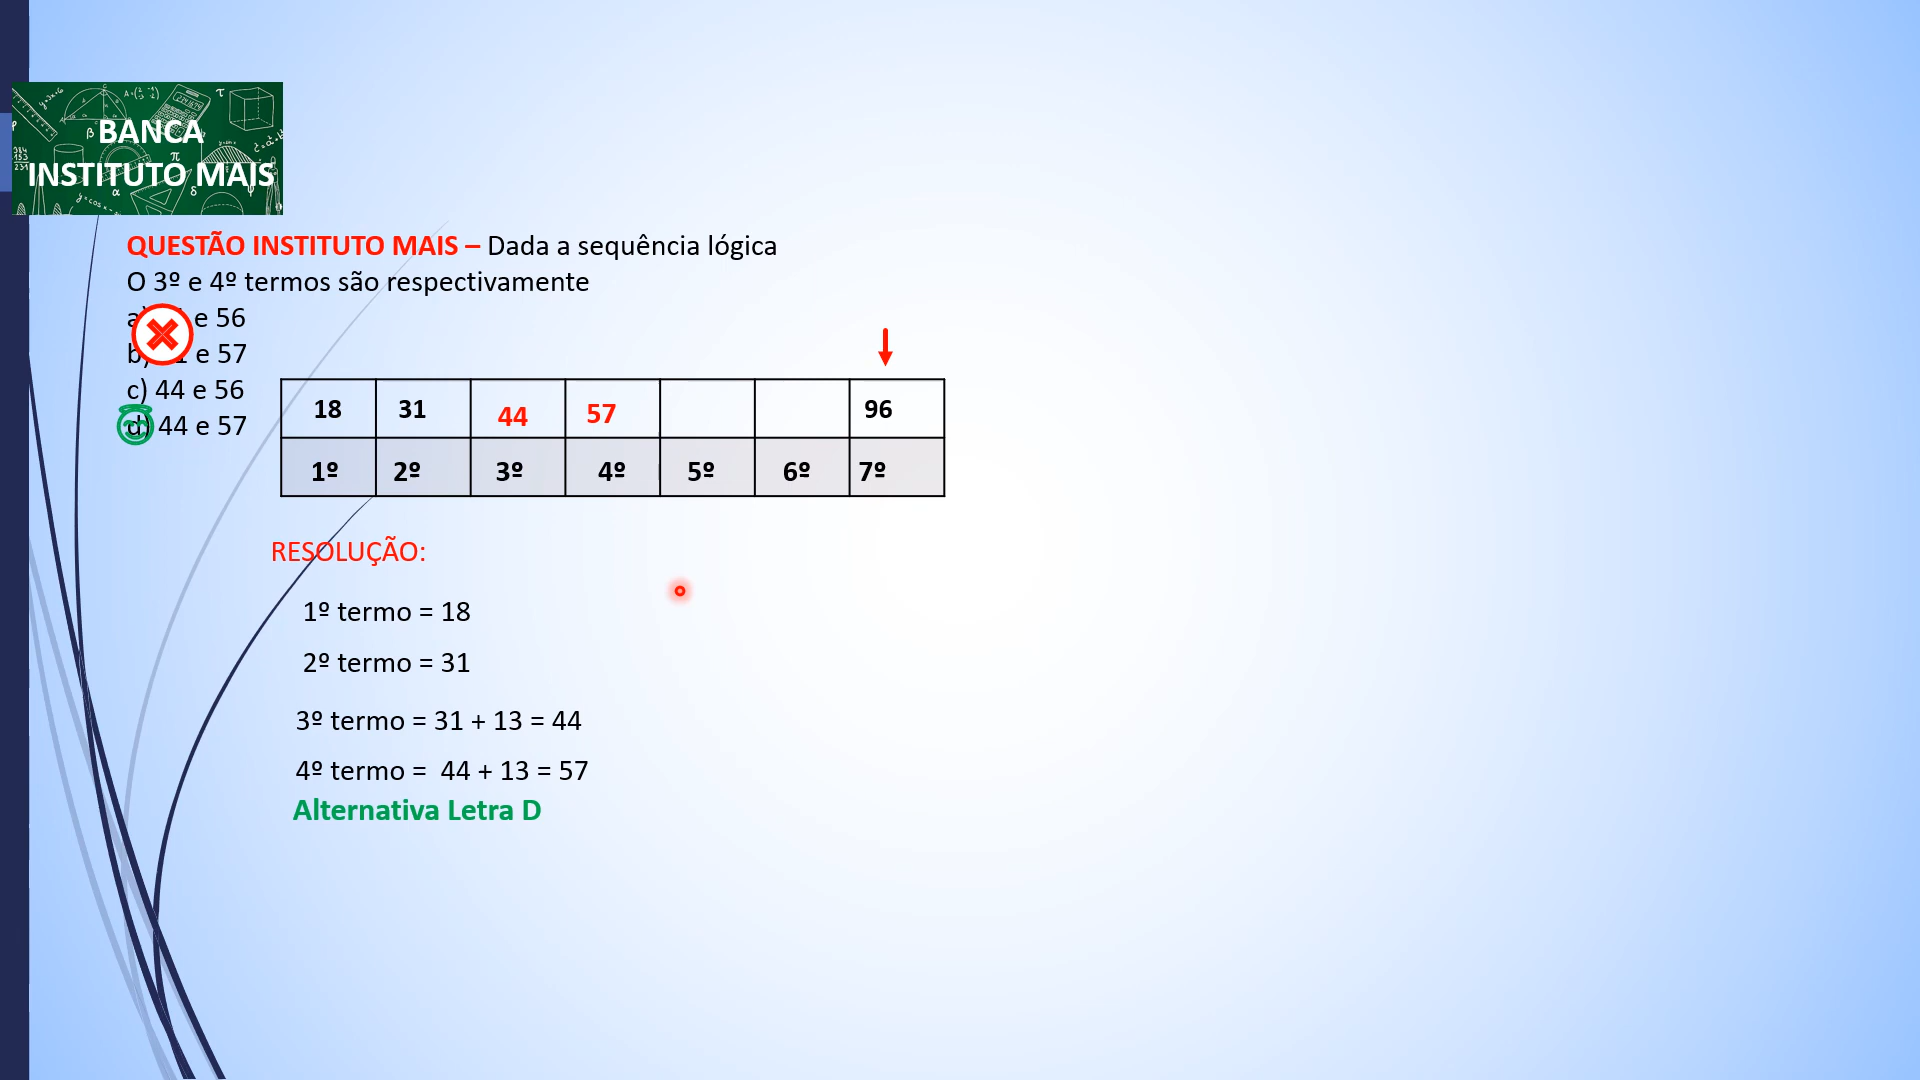 BANCA
INSTITUTO MAIS
QUESTÃO INSTITUTO MAIS – Dada a sequência lógica
O 3º e 4º termos são respectivamente
e 56
b) e 57
c) 44 e 56
d) 44 e 57
18 31 44 57 96
1º 2º 3º 4º 5º 6º 7º
RESOLUÇÃO:
1º termo = 18
2º termo = 31
3º termo = 31 + 13 = 44
4º termo = 44 + 13 = 57
Alternativa Letra D